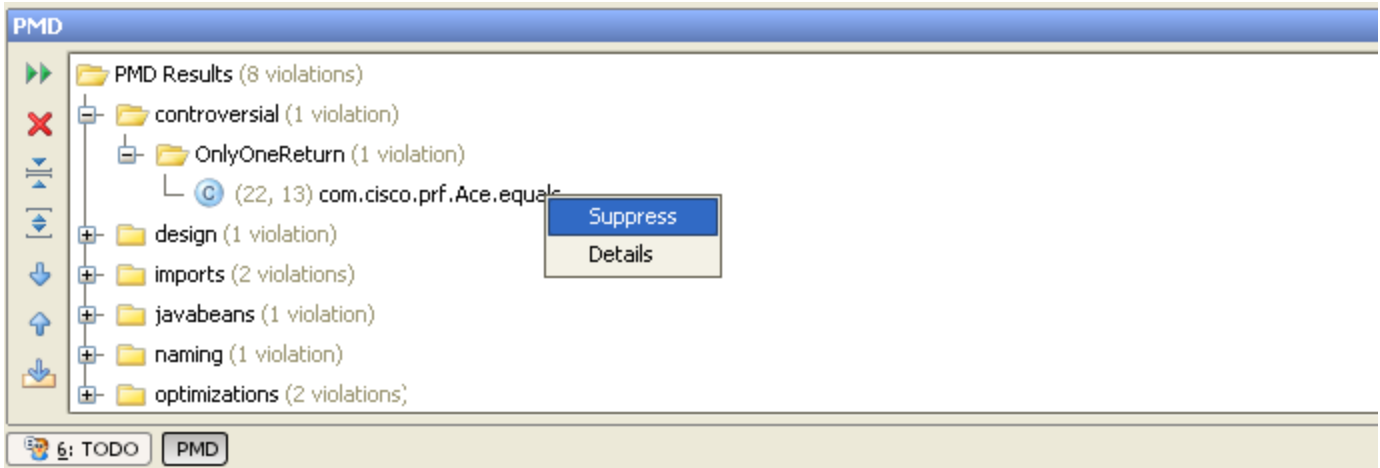 PMD
PMD Results (8 violations)
controversial (1 violation)
OnlyOneReturn (1 violation)
C (22, 13) com.cisco.prf.Ace.equals
Suppress
Details
design (1 violation)
imports (2 violations)
javabeans (1 violation)
naming (1 violation)
optimizations (2 violations)
6: TODO PMD